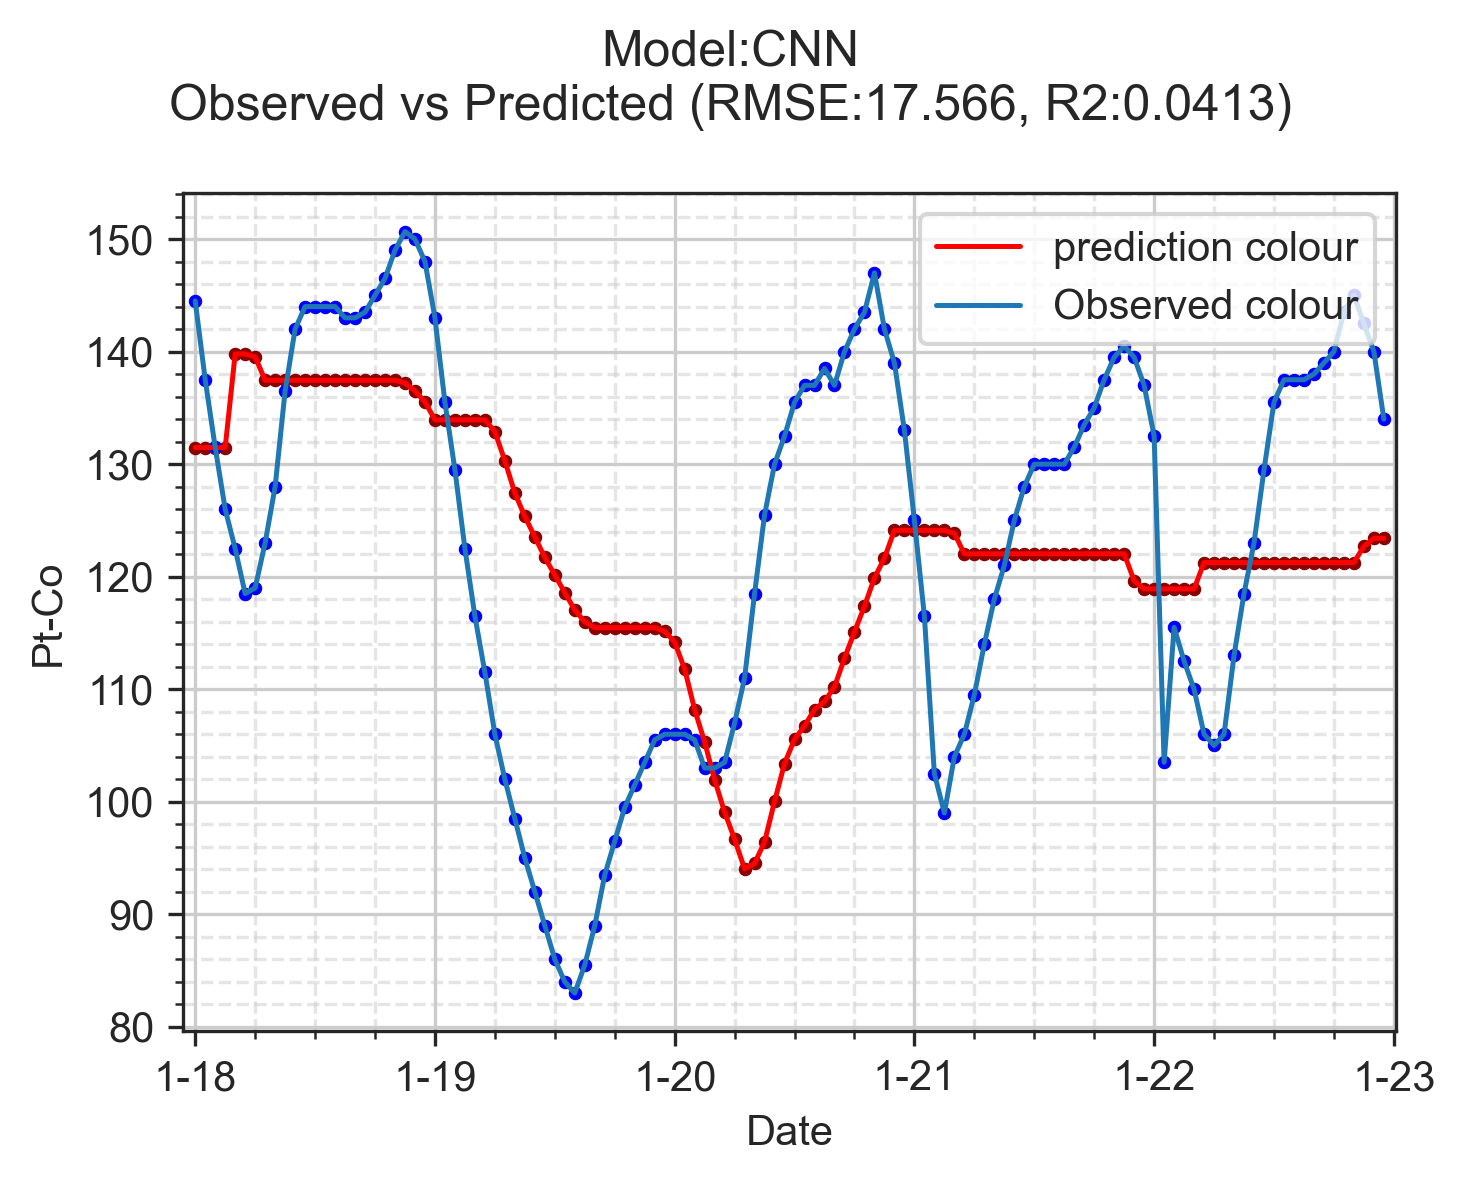 Model:CNN
Observed vs Predicted (RMSE:17.566, R2:0.0413)
prediction colour
Observed colour
150
140
130
120
110
100
90
80
Pt-Co
1-18
1-19
1-20
1-21
1-22
1-23
Date